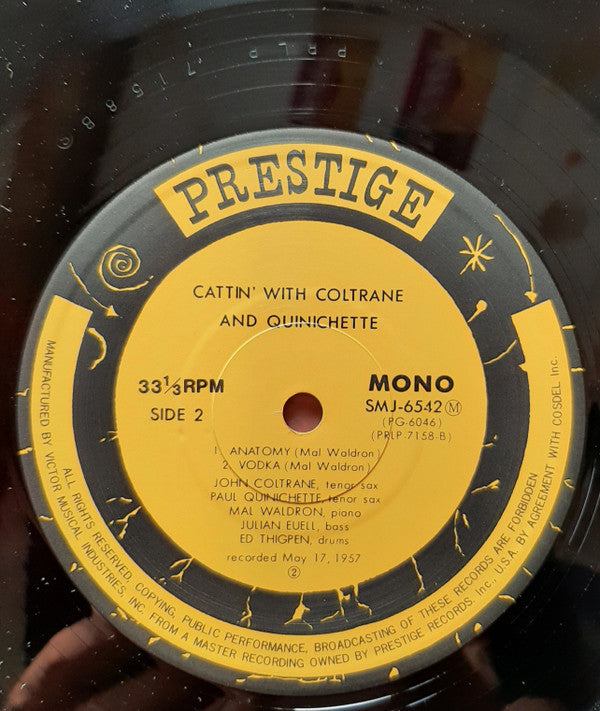 PRLP 7158B
PRESTIGE
CATTIN' WITH COLTRANE
AND QUINICHETTE
33⅓RPM
SIDE 2
MONO
SMJ-6542 Ⓜ
(PG-6046)
(PRLP-7158-B)
1. ANATOMY (Mal Waldron)
2. VODKA (Mal Waldron)
JOHN COLTRANE, tenor sax
PAUL QUINICHETTE, tenor sax
MAL WALDRON, piano
JULIAN EUELL, bass
ED THIGPEN, drums
recorded May 17, 1957
②
MANUFACTURED BY VICTOR MUSICAL INDUSTRIES, INC. FROM A MASTER RECORDING OWNED BY PRESTIGE RECORDS, Inc., U.S.A. BY AGREEMENT WITH COSDEL Inc.
ALL RIGHTS RESERVED, COPYING, PUBLIC PERFORMANCE, BROADCASTING OF THESE RECORDS ARE FORBIDDEN